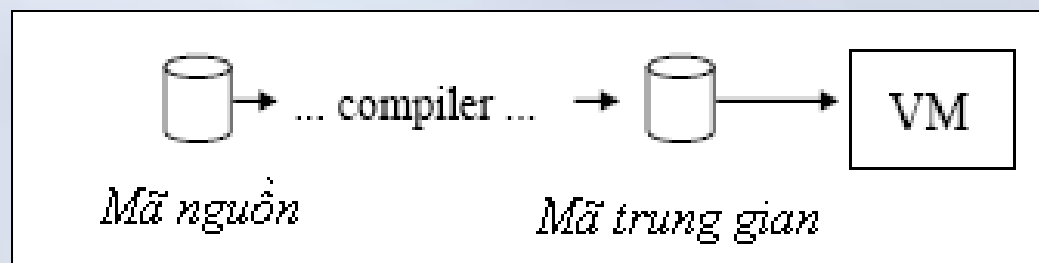 ... compiler ...
VM
Mã nguồn
Mã trung gian